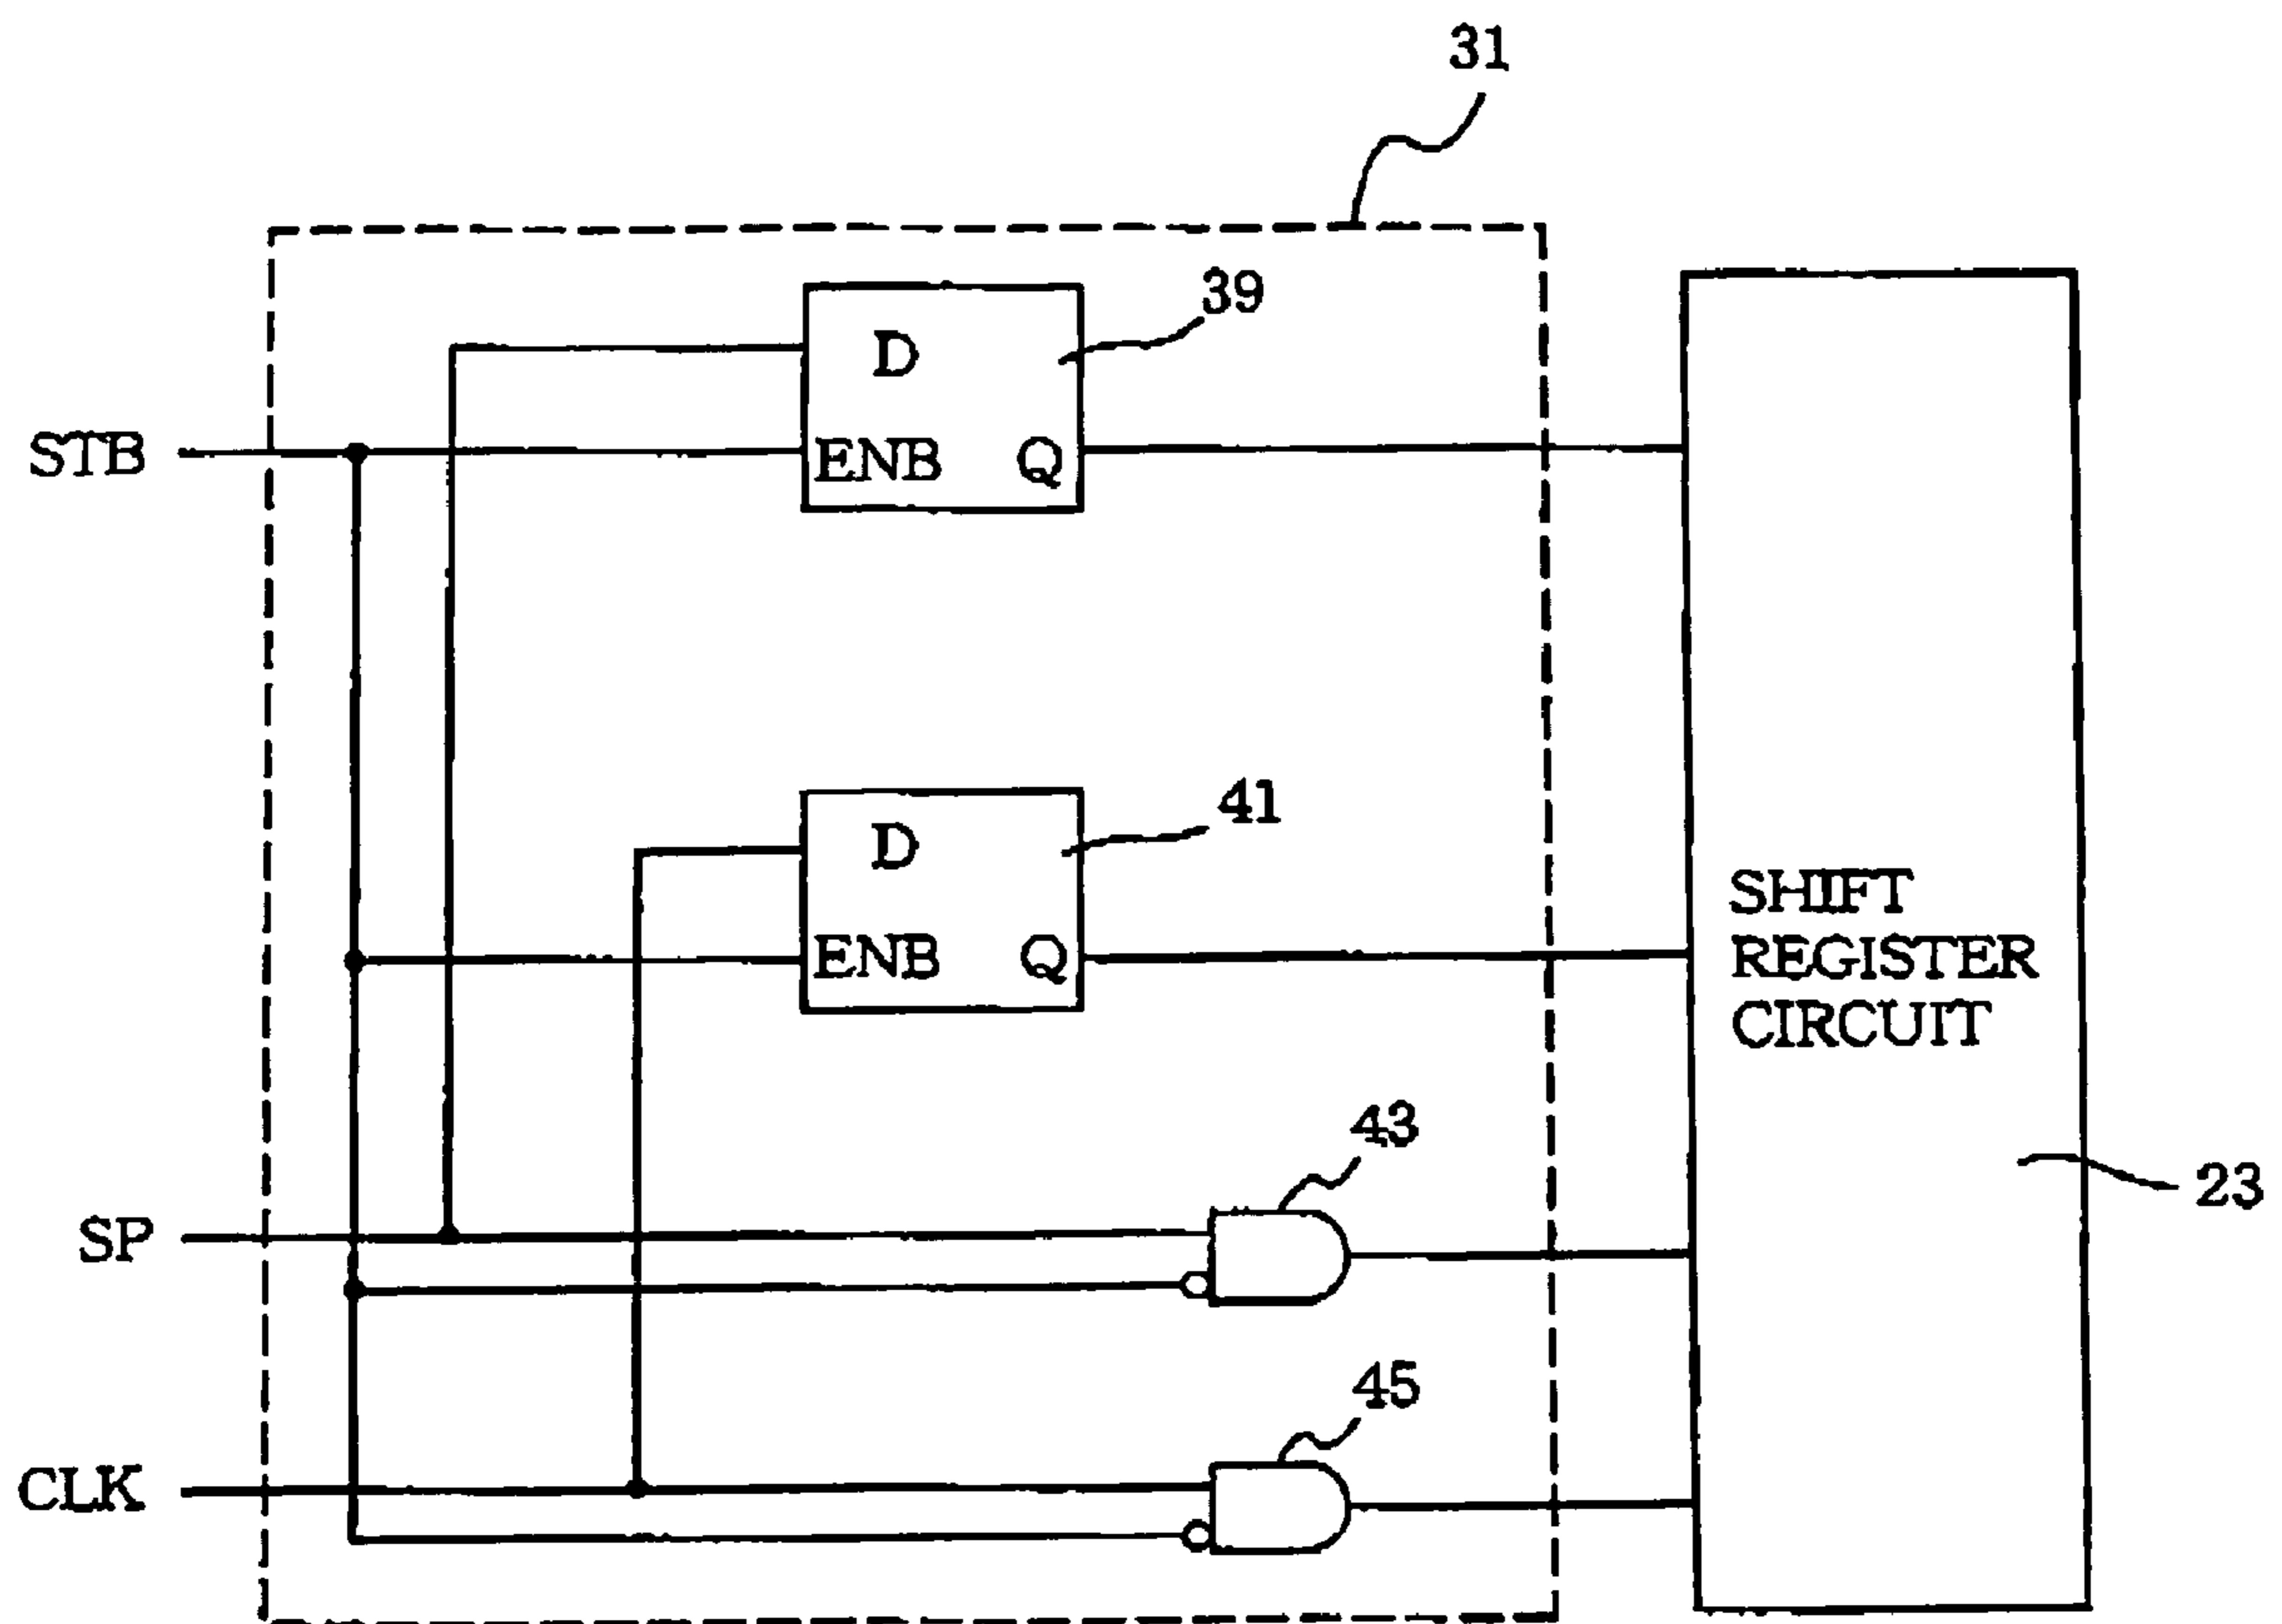 31
39
D
STB
ENB
Q
41
D
ENB
Q
SHIFT
REGISTER
CIRCUIT
43
23
SP
45
CLK